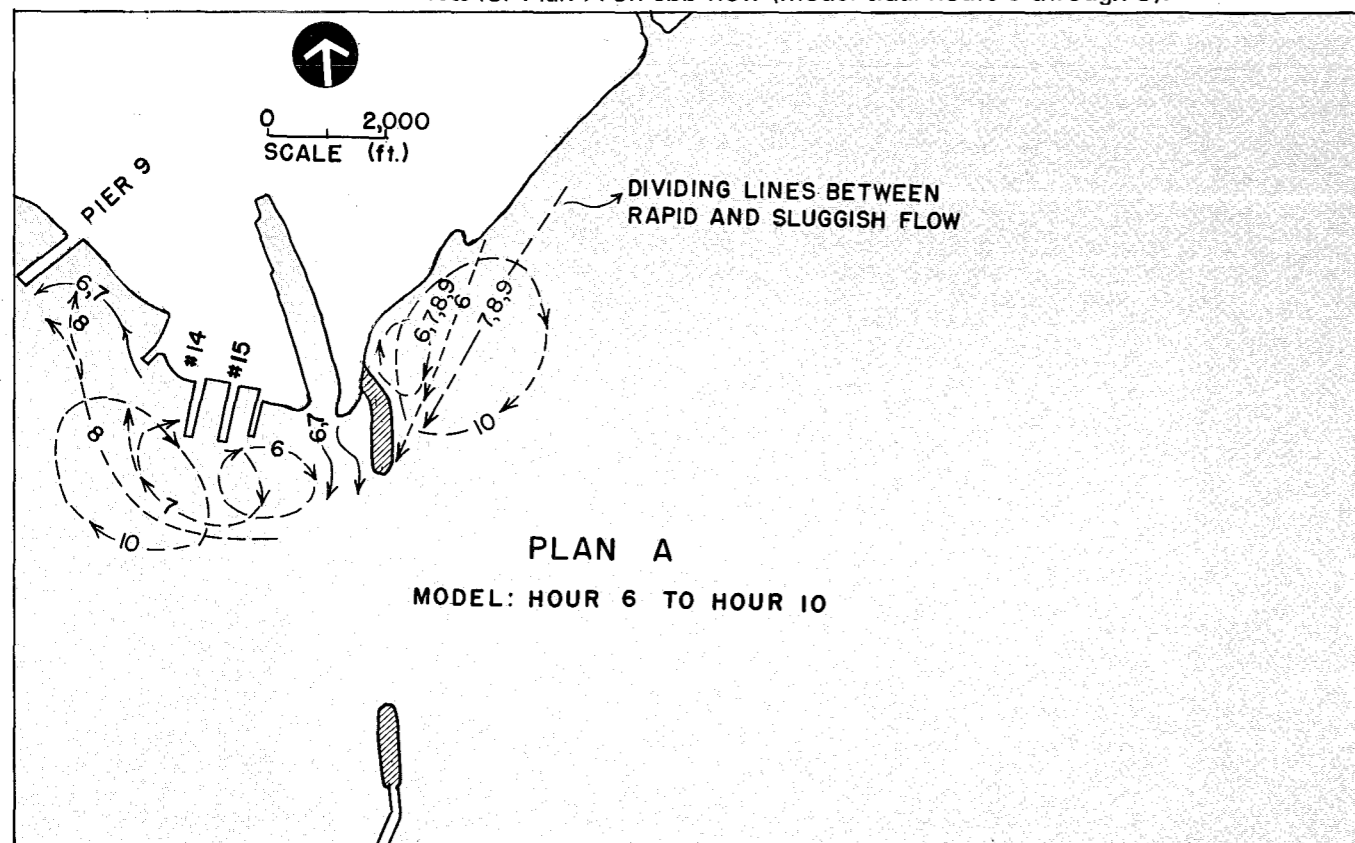 0 2,000
SCALE (ft.)
PIER 9
DIVIDING LINES BETWEEN
RAPID AND SLUGGISH FLOW
6,7
8
#14
#15
6,7,8,9
6
7,8,9
10
6,7
6
8
7
10
PLAN A
MODEL: HOUR 6 TO HOUR 10